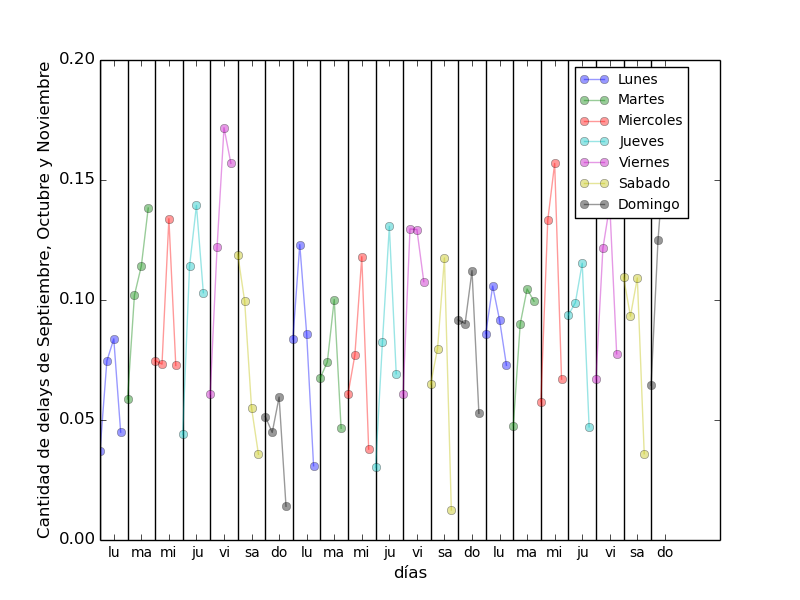 0.20
0.15
0.10
0.05
0.00
Cantidad de delays de Septiembre, Octubre y Noviembre
Lunes
Martes
Miercoles
Jueves
Viernes
Sabado
Domingo
lu ma mi ju vi sa do lu ma mi ju vi sa do lu ma mi ju vi sa do
días